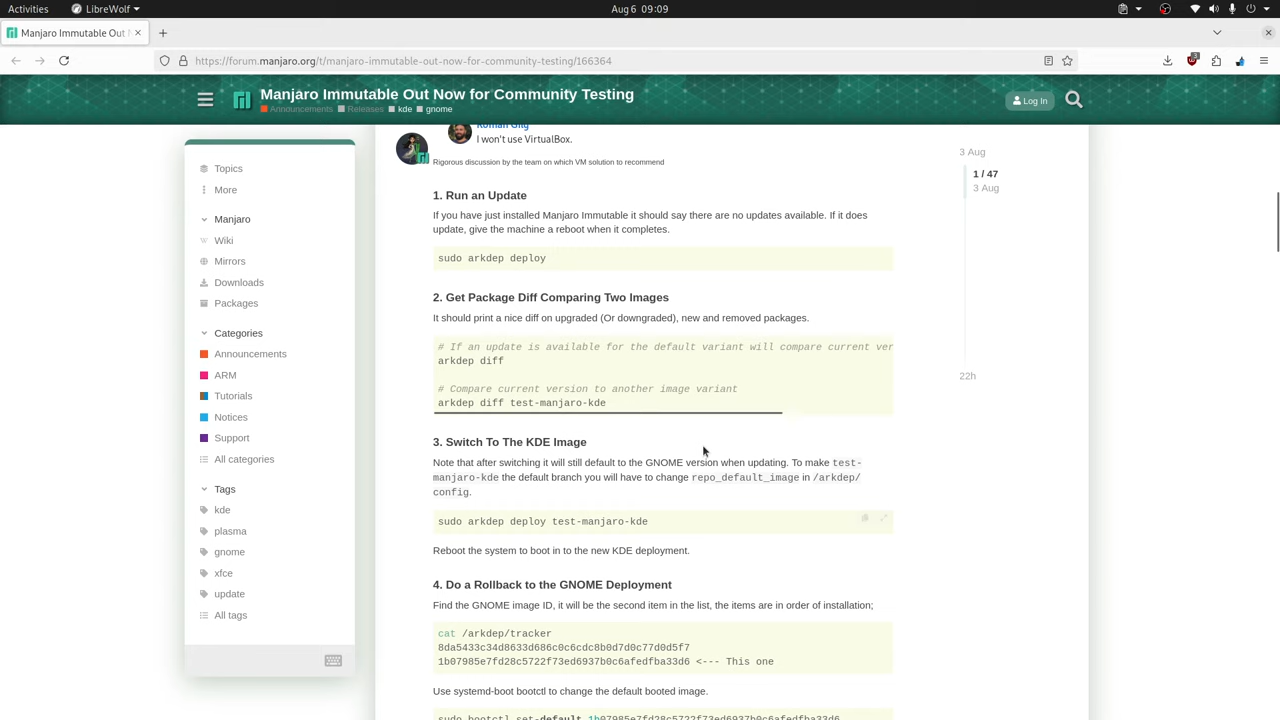 Activities
LibreWolf
Aug 6 09:09
Manjaro Immutable Out N
https://forum.manjaro.org/t/manjaro-immutable-out-now-for-community-testing/166364
3
Manjaro Immutable Out Now for Community Testing
Announcements Releases kde gnome
Log In
Topics
More
Manjaro
Wiki
Mirrors
Downloads
Packages
Categories
Announcements
ARM
Tutorials
Notices
Support
All categories
Tags
kde
plasma
gnome
xfce
update
All tags
Roman Gilg
I won't use VirtualBox.
Rigorous discussion by the team on which VM solution to recommend
1. Run an Update
If you have just installed Manjaro Immutable it should say there are no updates available. If it does
update, give the machine a reboot when it completes.
sudo arkdep deploy
2. Get Package Diff Comparing Two Images
It should print a nice diff on upgraded (Or downgraded), new and removed packages.
# If an update is available for the default variant will compare current ver
arkdep diff
# Compare current version to another image variant
arkdep diff test-manjaro-kde
3. Switch To The KDE Image
Note that after switching it will still default to the GNOME version when updating. To make test-
manjaro-kde the default branch you will have to change repo_default_image in /arkdep/
config.
sudo arkdep deploy test-manjaro-kde
Reboot the system to boot in to the new KDE deployment.
4. Do a Rollback to the GNOME Deployment
Find the GNOME image ID, it will be the second item in the list, the items are in order of installation;
cat /arkdep/tracker
8da5433c34d8633d686c0c6cdc8b0d7d0c77d0d5f7
1b07985e7fd28c5722f73ed6937b0c6afedfba33d6 <--- This one
Use systemd-boot bootctl to change the default booted image.
sudo bootctl set-default 1b07985e7fd28c5722f73ed6937b0c6afedfba33d6
3 Aug
1 / 47
3 Aug
22h